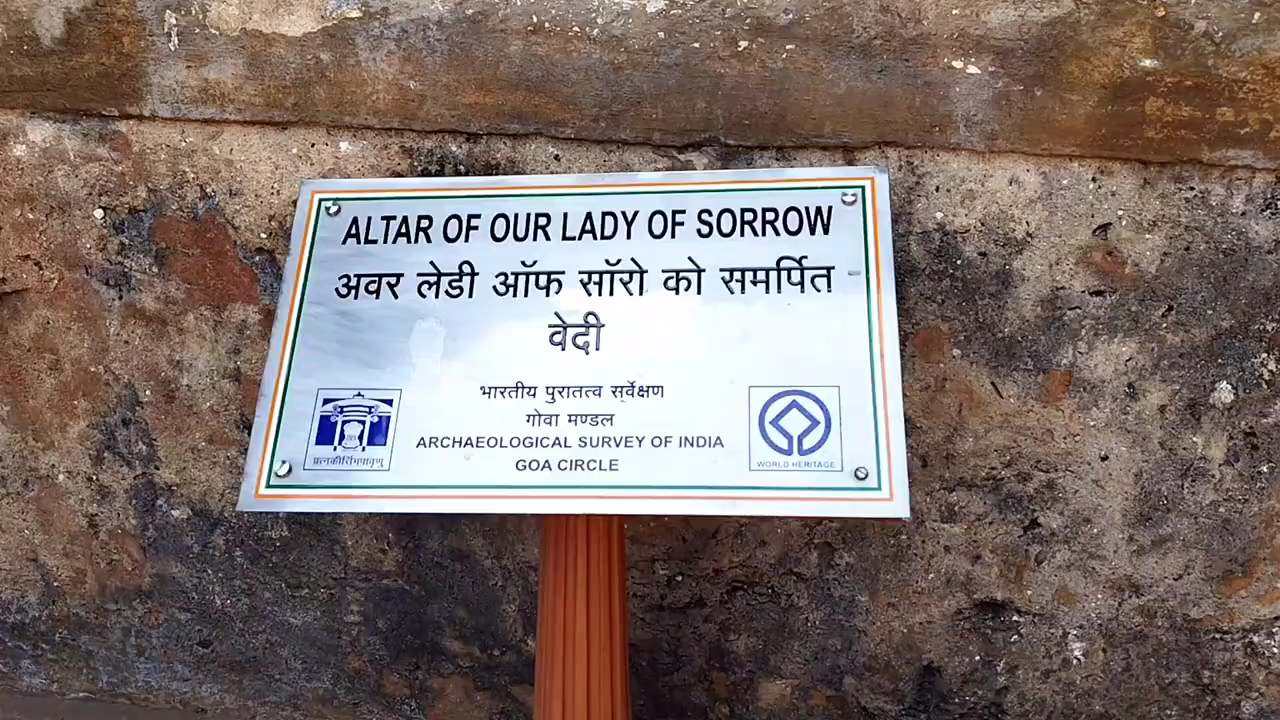 ALTAR OF OUR LADY OF SORROW
अवर लेडी ऑफ सॉरो को समर्पित
वेदी
भारतीय पुरातत्व सर्वेक्षण
गोवा मण्डल
ARCHAEOLOGICAL SURVEY OF INDIA
GOA CIRCLE
WORLD HERITAGE